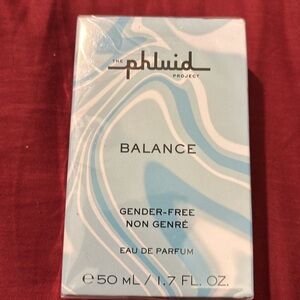 THE phluid
PROJECT
BALANCE
GENDER-FREE
NON GENRÉ
EAU DE PARFUM
℮50 ML / 1.7 FL. OZ.